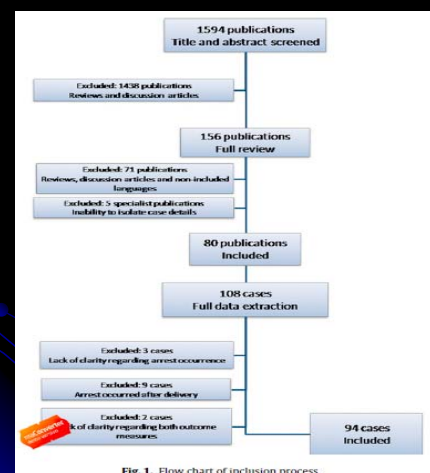 1594 publications
Title and abstract screened
Excluded: 1438 publications
Reviews and discussion articles
156 publications
Full review
Excluded: 71 publications
Reviews, discussion articles and non-included
languages
Excluded: 5 specialist publications
Inability to isolate case details
80 publications
Included
108 cases
Full data extraction
Excluded: 3 cases
Lack of clarity regarding arrest occurrence
Excluded: 9 cases
Arrest occurred after delivery
Excluded: 2 cases
of clarity regarding both outcome
measures
94 cases
Included
Fig. 1. Flow chart of inclusion process